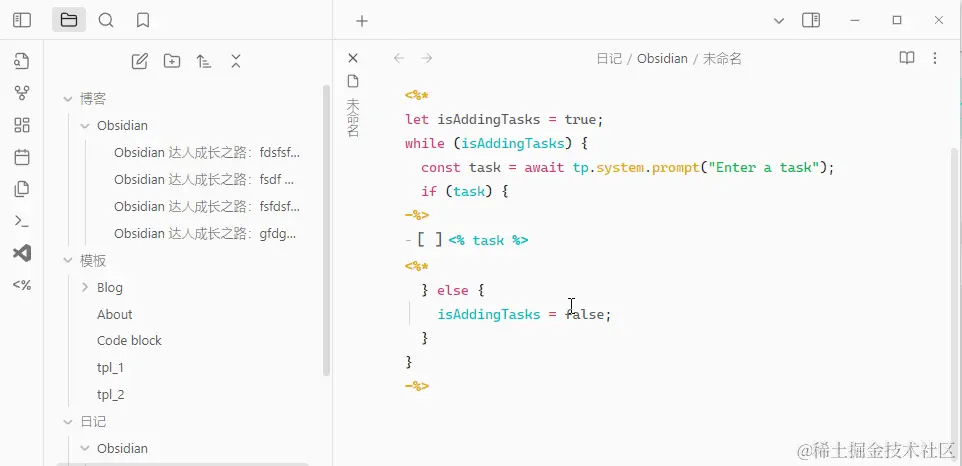 日记 / Obsidian / 未命名
博客
Obsidian
Obsidian 达人成长之路：fdsfsf...
Obsidian 达人成长之路：fsdf ...
Obsidian 达人成长之路：fsfdsf...
Obsidian 达人成长之路：gfdg...
模板
Blog
About
Code block
tpl_1
tpl_2
日记
Obsidian
<%
未命名
<%*
let isAddingTasks = true;
while (isAddingTasks) {
const task = await tp.system.prompt("Enter a task");
if (task) {
-%>
- [ ] <% task %>
<%*
} else {
isAddingTasks = false;
}
}
-%>
@稀土掘金技术社区